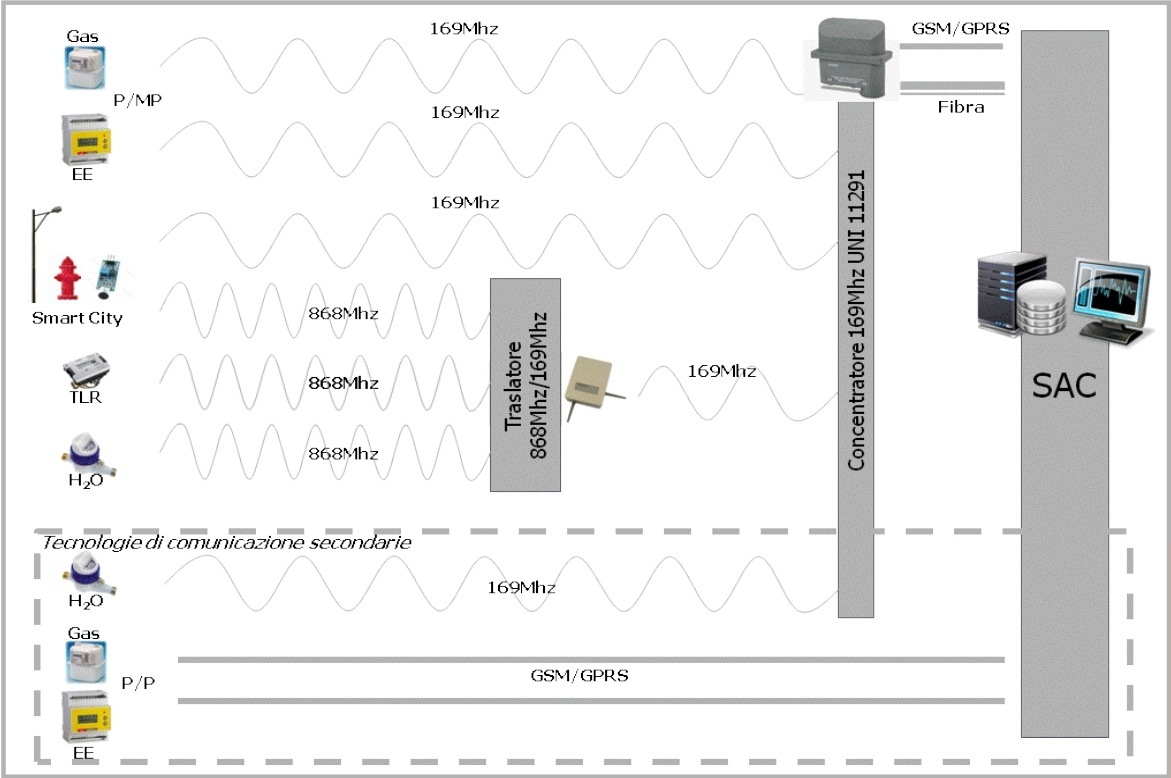 Gas
169Mhz
GSM/GPRS
P/MP
Fibra
169Mhz
EE
169Mhz
Smart City
868Mhz
TLR
868Mhz
H₂O
868Mhz
Traslatore
868Mhz/169Mhz
169Mhz
Concentratore 169Mhz UNI 11291
SAC
Tecnologie di comunicazione secondarie
H₂O
169Mhz
Gas
P/P
GSM/GPRS
EE